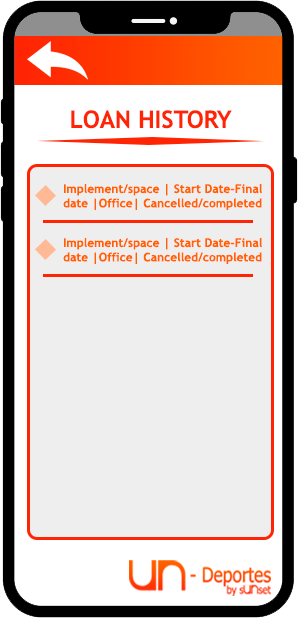 LOAN HISTORY
Implement/space | Start Date-Final
date |Office| Cancelled/completed
Implement/space | Start Date-Final
date |Office| Cancelled/completed
un - Deportes
by sunset